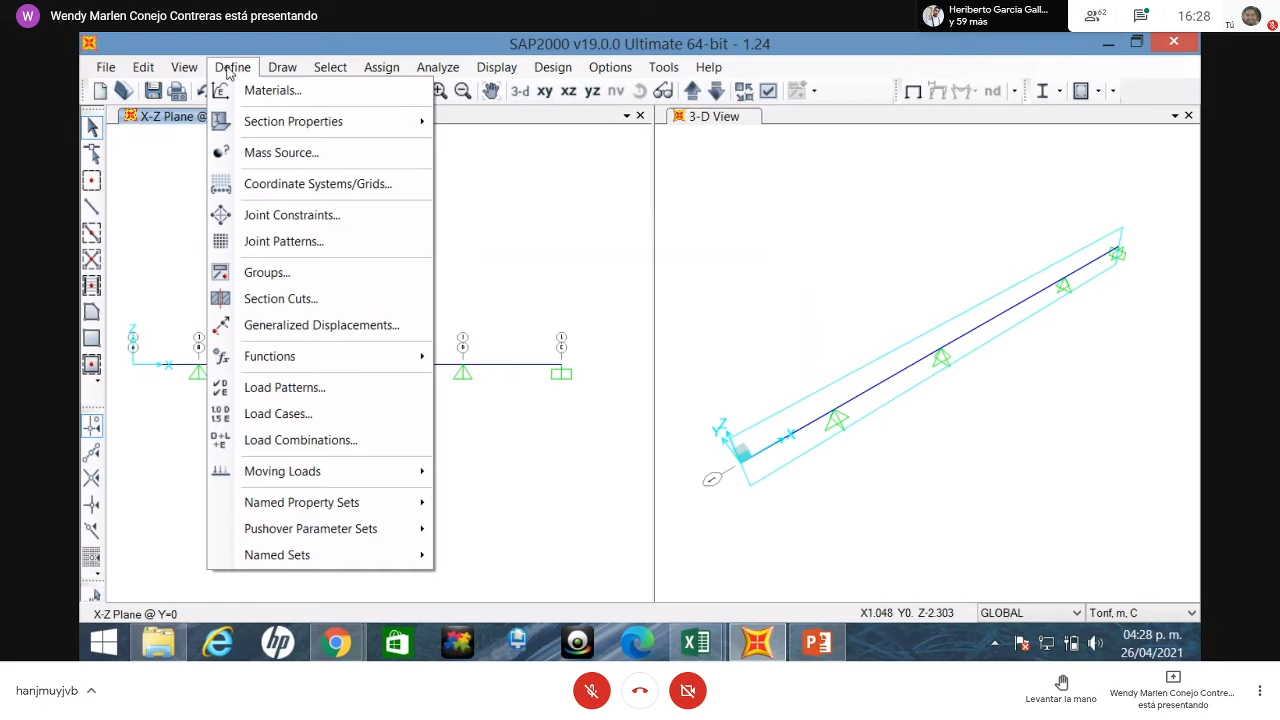 W Wendy Marlen Conejo Contreras está presentando
Heriberto Garcia Gall...
y 59 más
62
16:28
Tú
SAP2000 v19.0.0 Ultimate 64-bit - 1.24
File Edit View Define Draw Select Assign Analyze Display Design Options Tools Help
3-d xy xz yz nv
nd
X-Z Plane @
3-D View
Materials...
Section Properties
Mass Source...
Coordinate Systems/Grids...
Joint Constraints...
Joint Patterns...
Groups...
Section Cuts...
Generalized Displacements...
Functions
Load Patterns...
Load Cases...
Load Combinations...
Moving Loads
Named Property Sets
Pushover Parameter Sets
Named Sets
Z
X
Z
Y
X
X-Z Plane @ Y=0
X1.048 Y0. Z-2.303
GLOBAL
Tonf, m, C
04:28 p. m.
26/04/2021
hanjmuyjvb
Levantar la mano
Wendy Marlen Conejo Contre...
está presentando